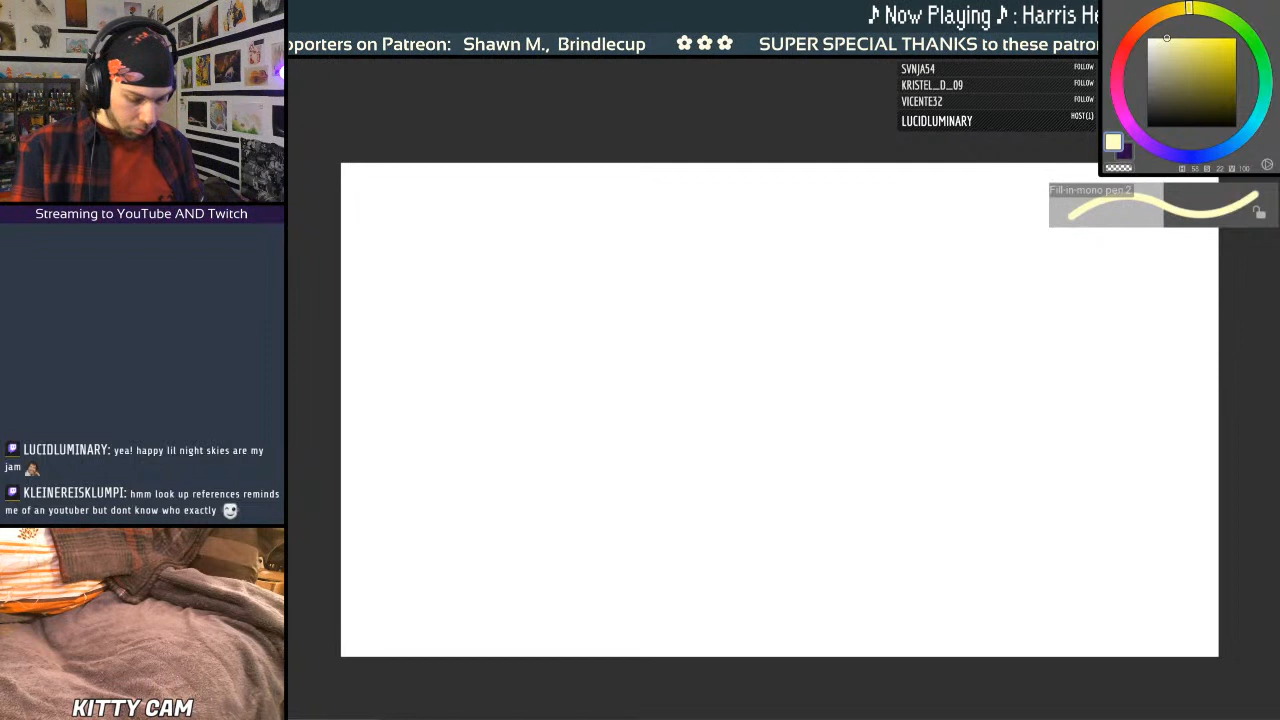 ♪ Now Playing ♪ : Harris He
pporters on Patreon: Shawn M., Brindlecup ✿ ✿ ✿ SUPER SPECIAL THANKS to these patro
SVNJA54 FOLLOW
KRISTEL_D_09 FOLLOW
VICENTE32 FOLLOW
LUCIDLUMINARY HOST(1)
H 53 S 22 V 100
Fill-in-mono pen 2
Streaming to YouTube AND Twitch
LUCIDLUMINARY: yea! happy lil night skies are my
jam
KLEINEREISKLUMPI: hmm look up references reminds
me of an youtuber but dont know who exactly
KITTY CAM